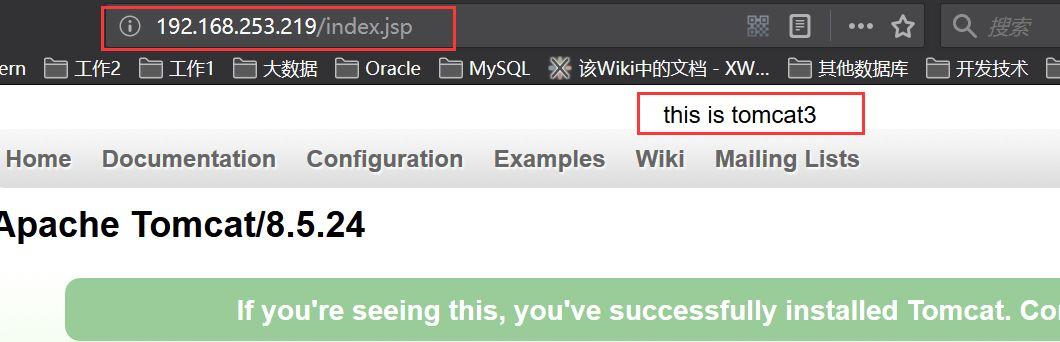 192.168.253.219/index.jsp
搜索
ern 工作2 工作1 大数据 Oracle MySQL 该Wiki中的文档 - XW... 其他数据库 开发技术
this is tomcat3
Home Documentation Configuration Examples Wiki Mailing Lists
Apache Tomcat/8.5.24
If you're seeing this, you've successfully installed Tomcat. Co